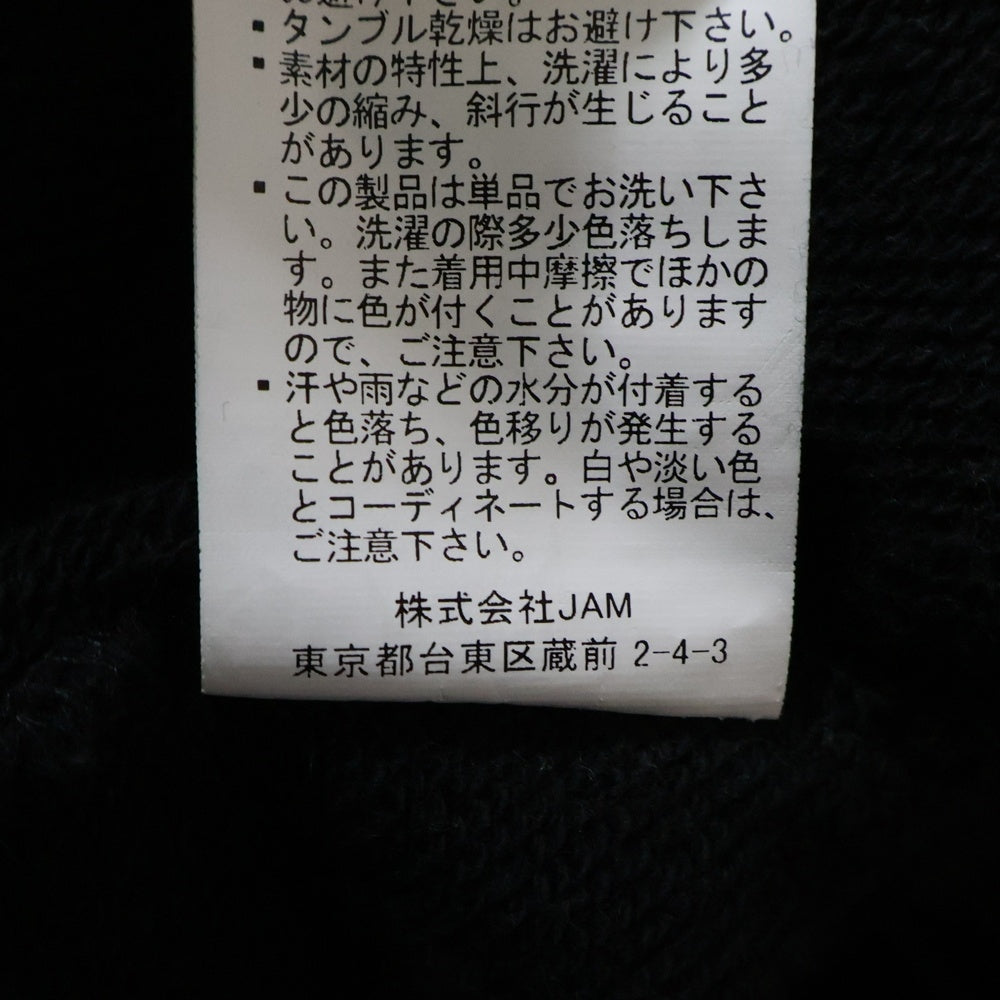 お避け下さい。
▪タンブル乾燥はお避け下さい。
▪素材の特性上、洗濯により多
少の縮み、斜行が生じること
があります。
▪この製品は単品でお洗い下さ
い。洗濯の際多少色落ちしま
す。また着用中摩擦でほかの
物に色が付くことがあります
ので、ご注意下さい。
▪汗や雨などの水分が付着する
と色落ち、色移りが発生する
ことがあります。白や淡い色
とコーディネートする場合は、
ご注意下さい。
株式会社JAM
東京都台東区蔵前 2-4-3